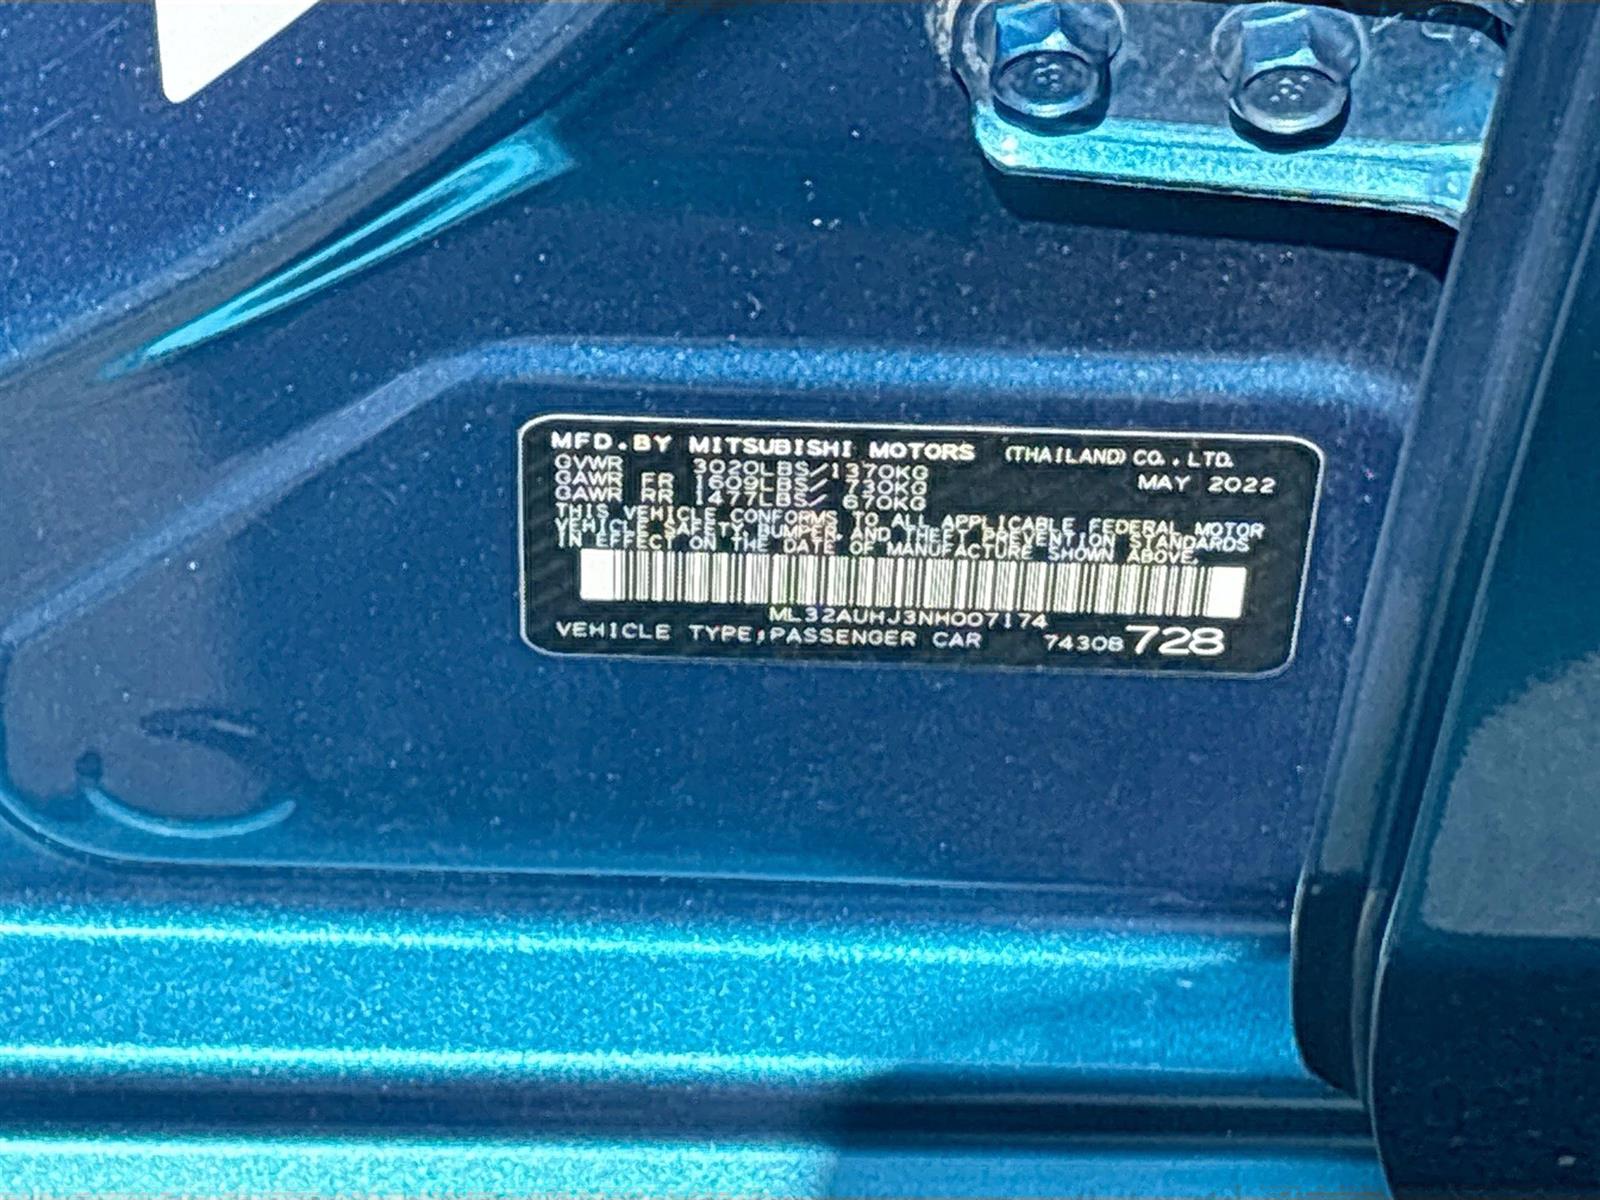 MFD.BY MITSUBISHI MOTORS (THAILAND) CO., LTD.
GVWR 3020LBS/1370KG MAY 2022
GAWR FR 1609LBS/ 730KG
GAWR RR 1477LBS/ 670KG
THIS VEHICLE CONFORMS TO ALL APPLICABLE FEDERAL MOTOR
VEHICLE SAFETY, BUMPER, AND THEFT PREVENTION STANDARDS
IN EFFECT ON THE DATE OF MANUFACTURE SHOWN ABOVE.
ML32AUHJ3NH007174
VEHICLE TYPE:PASSENGER CAR 7430B 728